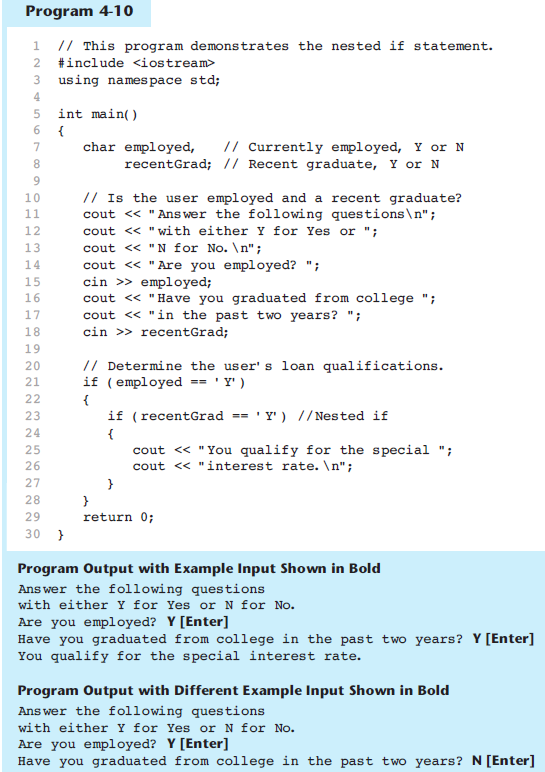 Program 4-10
1 // This program demonstrates the nested if statement.
2 #include <iostream>
3 using namespace std;
4
5 int main()
6 {
7 char employed, // Currently employed, Y or N
8 recentGrad; // Recent graduate, Y or N
9
10 // Is the user employed and a recent graduate?
11 cout << "Answer the following questions\n";
12 cout << "with either Y for Yes or ";
13 cout << "N for No.\n";
14 cout << "Are you employed? ";
15 cin >> employed;
16 cout << "Have you graduated from college ";
17 cout << "in the past two years? ";
18 cin >> recentGrad;
19
20 // Determine the user's loan qualifications.
21 if (employed == 'Y')
22 {
23 if (recentGrad == 'Y') //Nested if
24 {
25 cout << "You qualify for the special ";
26 cout << "interest rate.\n";
27 }
28 }
29 return 0;
30 }
Program Output with Example Input Shown in Bold
Answer the following questions
with either Y for Yes or N for No.
Are you employed? Y [Enter]
Have you graduated from college in the past two years? Y [Enter]
You qualify for the special interest rate.
Program Output with Different Example Input Shown in Bold
Answer the following questions
with either Y for Yes or N for No.
Are you employed? Y [Enter]
Have you graduated from college in the past two years? N [Enter]